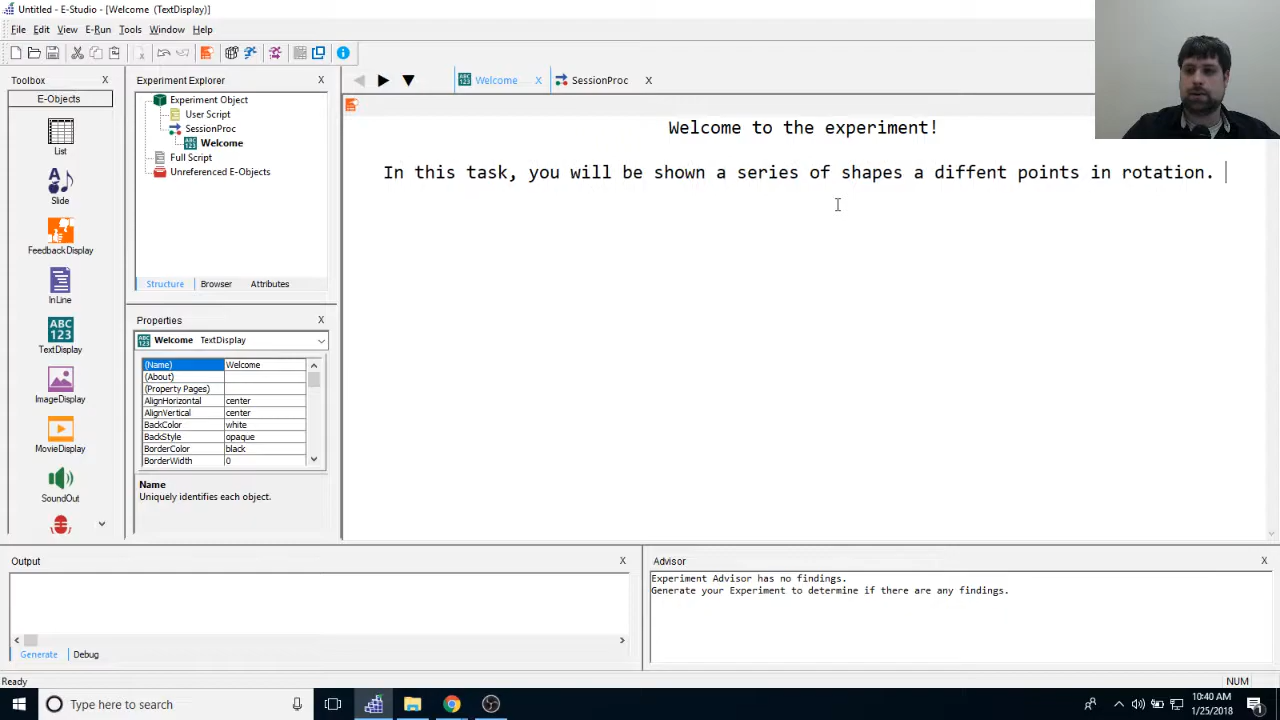 Untitled - E-Studio - [Welcome (TextDisplay)]
File Edit View E-Run Tools Window Help
Toolbox X
E-Objects
List
Slide
FeedbackDisplay
InLine
ABC 123
TextDisplay
ImageDisplay
MovieDisplay
SoundOut
Experiment Explorer X
Experiment Object
User Script
SessionProc
Welcome
Full Script
Unreferenced E-Objects
Structure Browser Attributes
Properties X
Welcome TextDisplay
(Name) Welcome
(About)
(Property Pages)
AlignHorizontal center
AlignVertical center
BackColor white
BackStyle opaque
BorderColor black
BorderWidth 0
Name
Uniquely identifies each object.
Welcome X SessionProc X
Welcome to the experiment!
In this task, you will be shown a series of shapes a diffent points in rotation.
Output X
Generate Debug
Advisor X
Experiment Advisor has no findings.
Generate your Experiment to determine if there are any findings.
Ready NUM
Type here to search
10:40 AM
1/25/2018
1